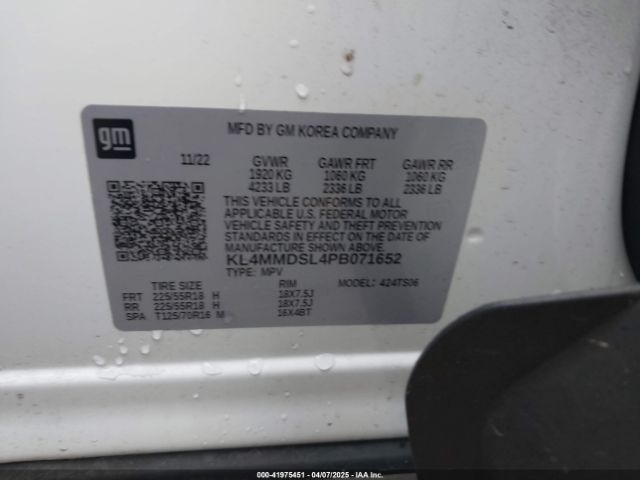 gm
MFD BY GM KOREA COMPANY
11/22 GVWR GAWR FRT GAWR RR
1920 KG 1060 KG 1060 KG
4233 LB 2336 LB 2336 LB
THIS VEHICLE CONFORMS TO ALL
APPLICABLE U.S. FEDERAL MOTOR
VEHICLE SAFETY AND THEFT PREVENTION
STANDARDS IN EFFECT ON THE DATE OF
MANUFACTURE SHOWN ABOVE.
KL4MMDSL4PB071652
TYPE: MPV MODEL: 424TS06
TIRE SIZE RIM
FRT 225/55R18 H 18X7.5J
RR 225/55R18 H 18X7.5J
SPA T125/70R16 M 16X4BT
000-41975451 - 04/07/2025 - IAA Inc.